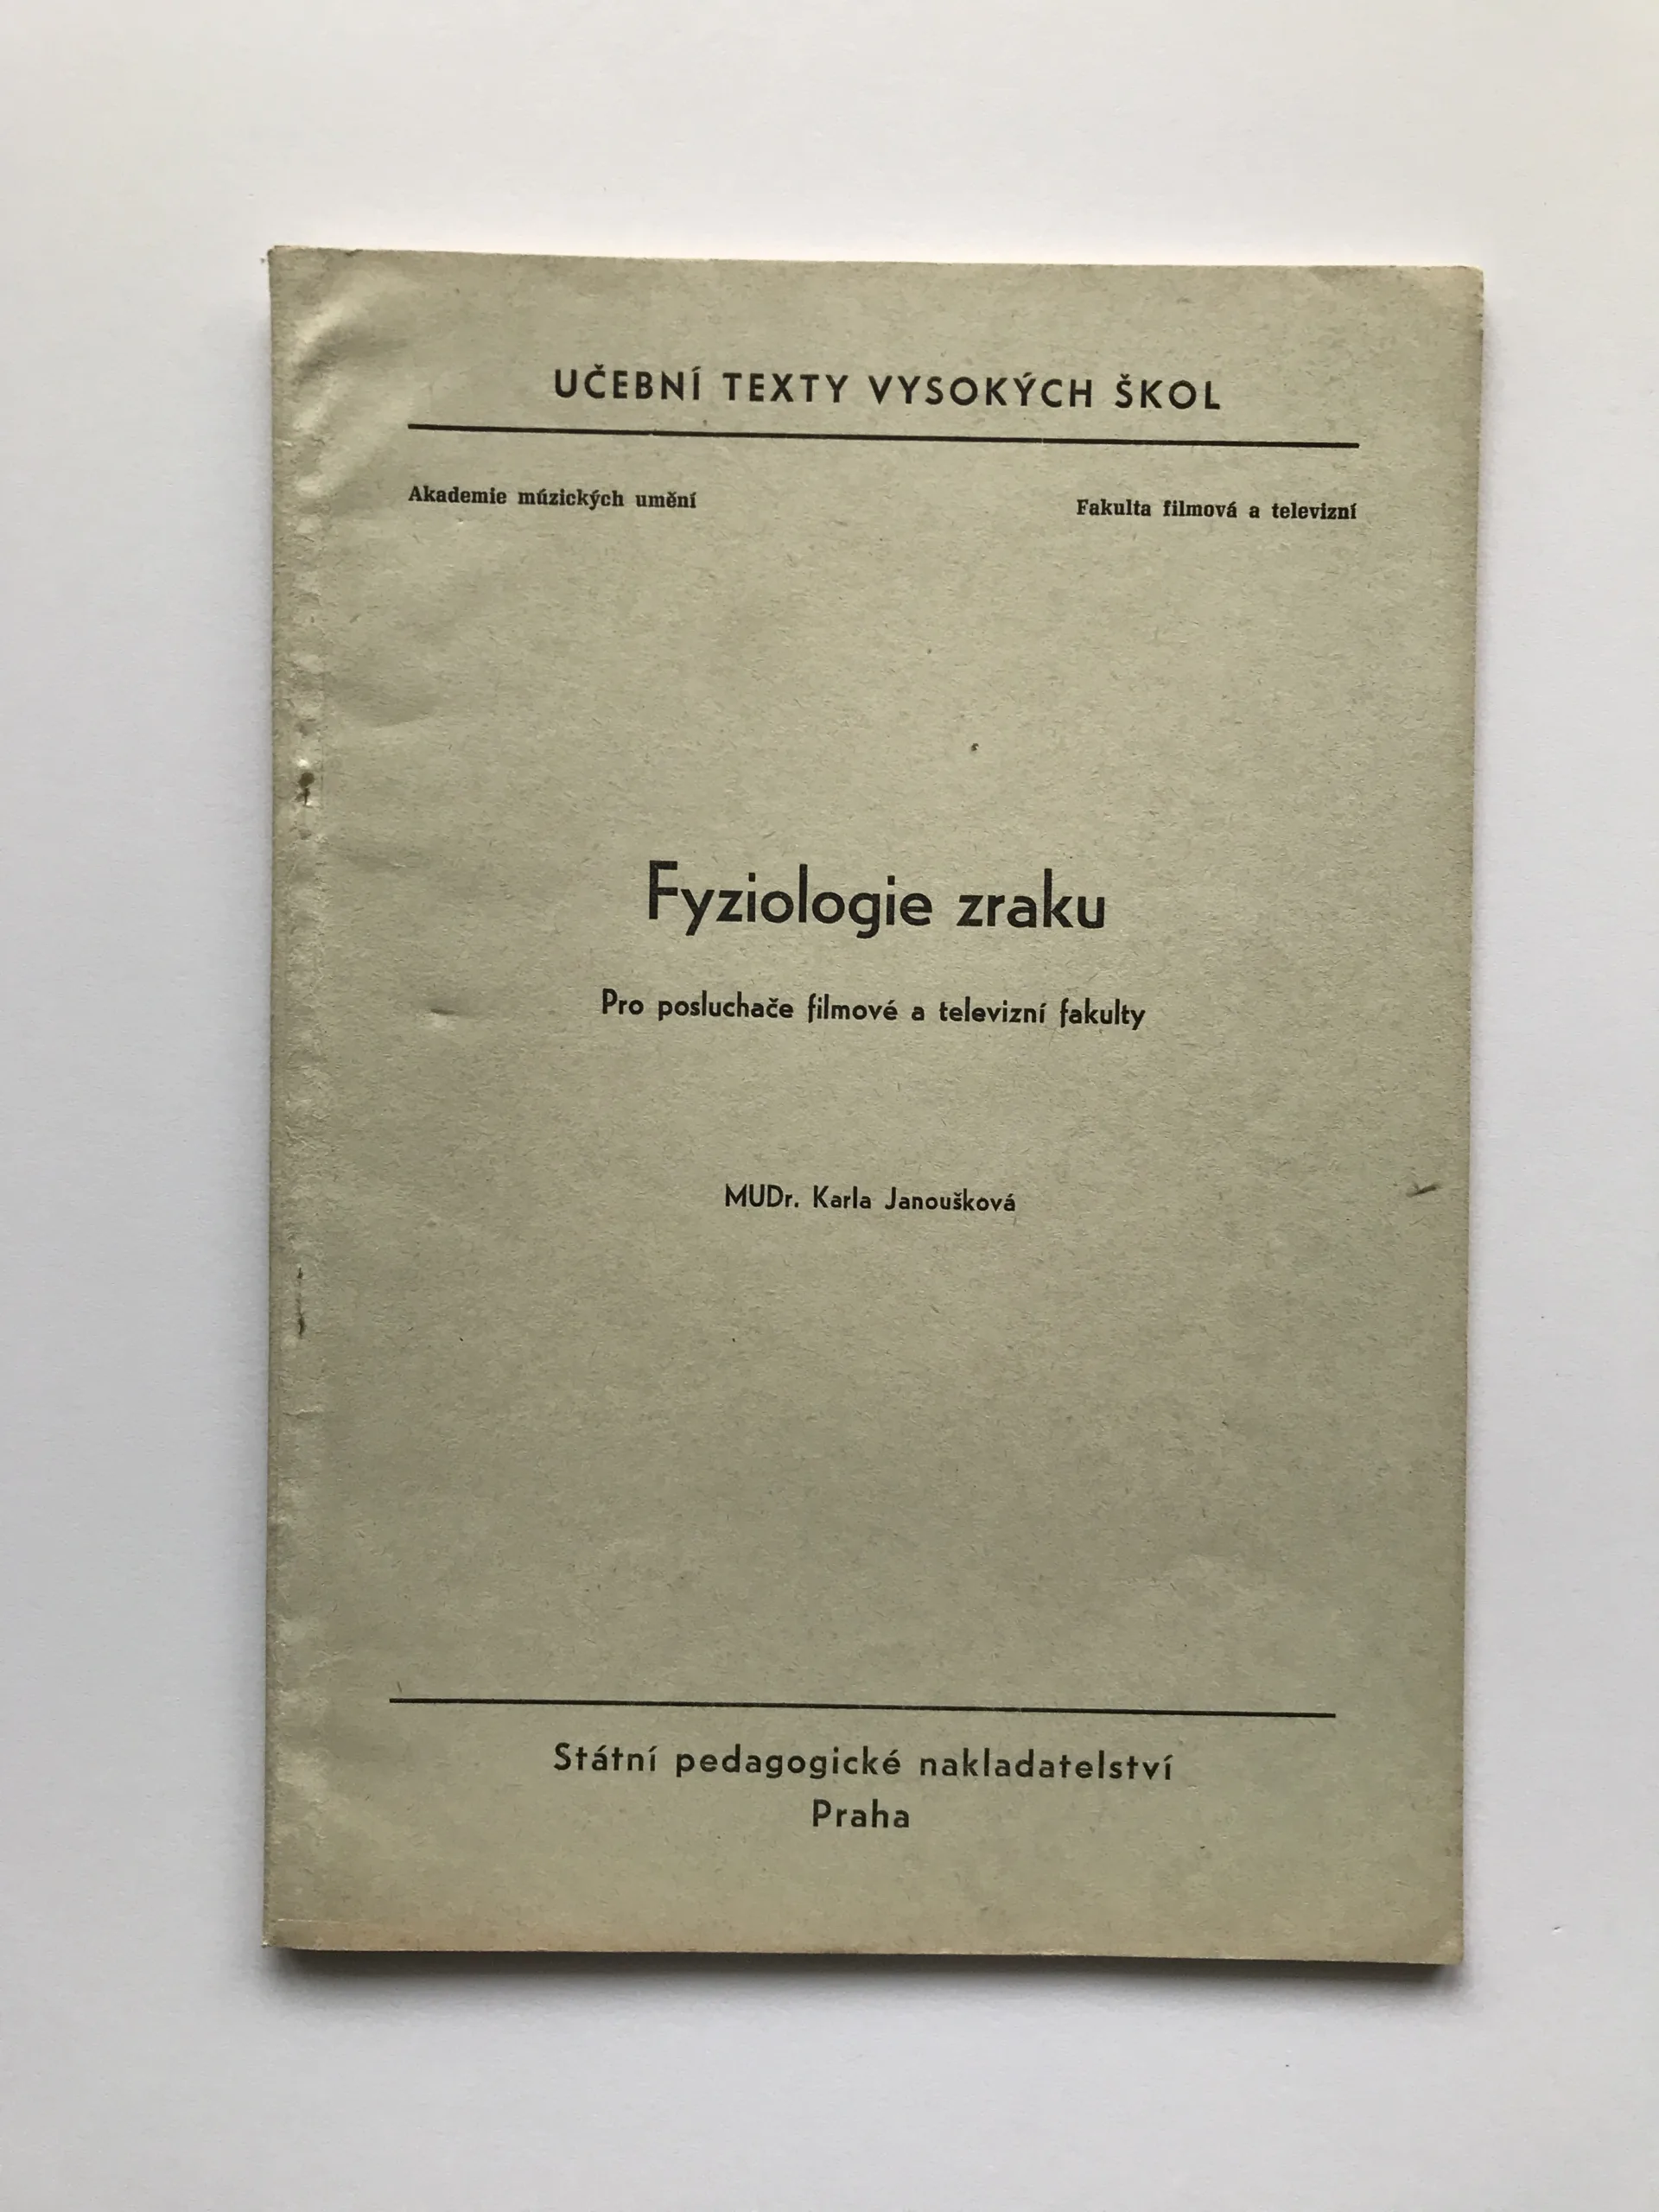 UČEBNÍ TEXTY VYSOKÝCH ŠKOL
Akademie múzických umění
Fakulta filmová a televizní
Fyziologie zraku
Pro posluchače filmové a televizní fakulty
MUDr. Karla Janoušková
Státní pedagogické nakladatelství
Praha